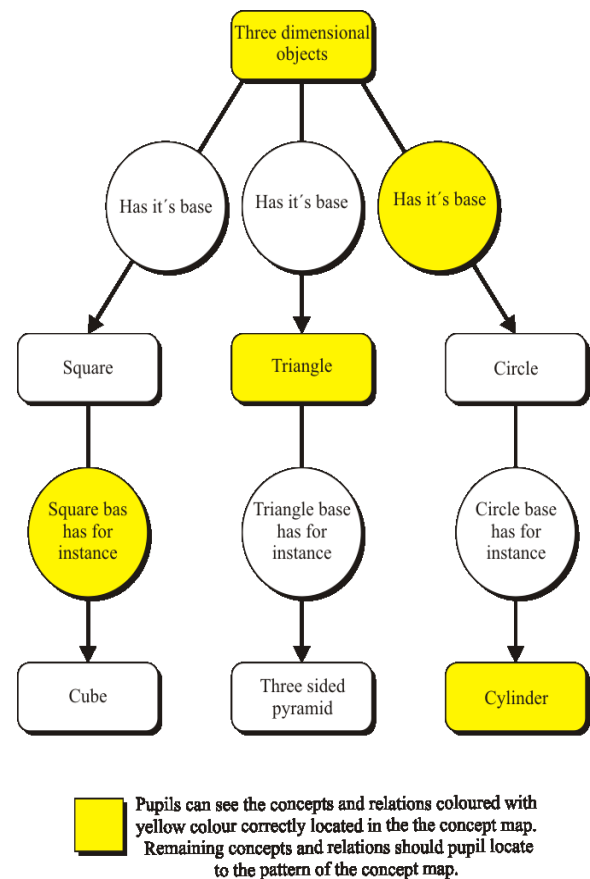 Three dimensional
objects
Has it´s base
Has it´s base
Has it´s base
Square
Triangle
Circle
Square bas
has for
instance
Triangle base
has for
instance
Circle base
has for
instance
Cube
Three sided
pyramid
Cylinder
Pupils can see the concepts and relations coloured with
yellow colour correctly located in the the concept map.
Remaining concepts and relations should pupil locate
to the pattern of the concept map.